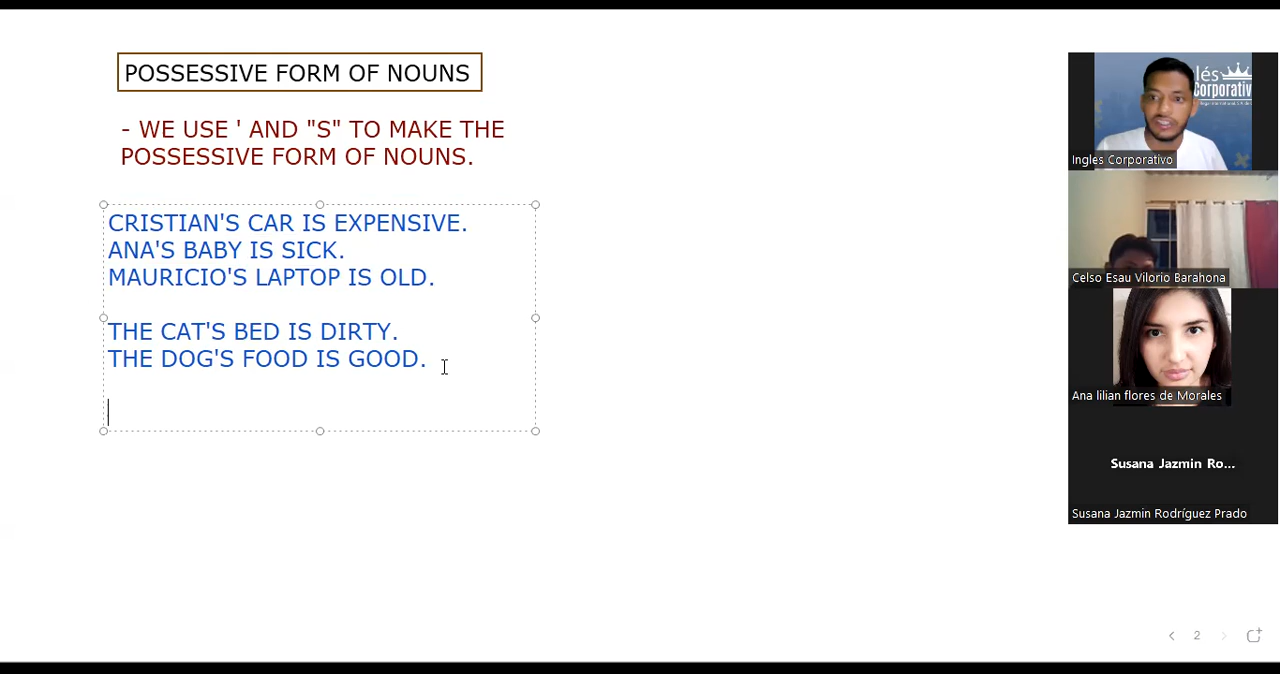 POSSESSIVE FORM OF NOUNS
- WE USE ' AND "S" TO MAKE THE
POSSESSIVE FORM OF NOUNS.
CRISTIAN'S CAR IS EXPENSIVE.
ANA'S BABY IS SICK.
MAURICIO'S LAPTOP IS OLD.
THE CAT'S BED IS DIRTY.
THE DOG'S FOOD IS GOOD.
lés
Corporativ
Ingles Corporativo
Celso Esau Vilorio Barahona
Ana lilian flores de Morales
Susana Jazmin Ro...
Susana Jazmin Rodríguez Prado
2